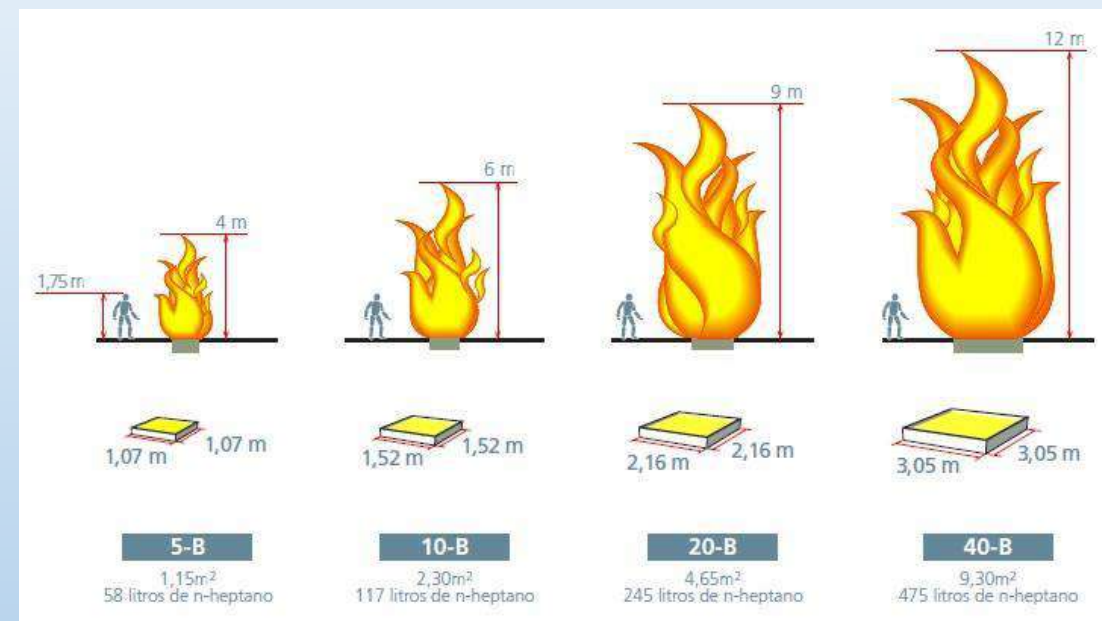 12 m
9 m
6 m
4 m
1,75 m
1,07 m 1,07 m
1,52 m 1,52 m
2,16 m 2,16 m
3,05 m 3,05 m
5-B
1,15m²
58 litros de n-heptano
10-B
2,30m²
117 litros de n-heptano
20-B
4,65m²
245 litros de n-heptano
40-B
9,30m²
475 litros de n-heptano